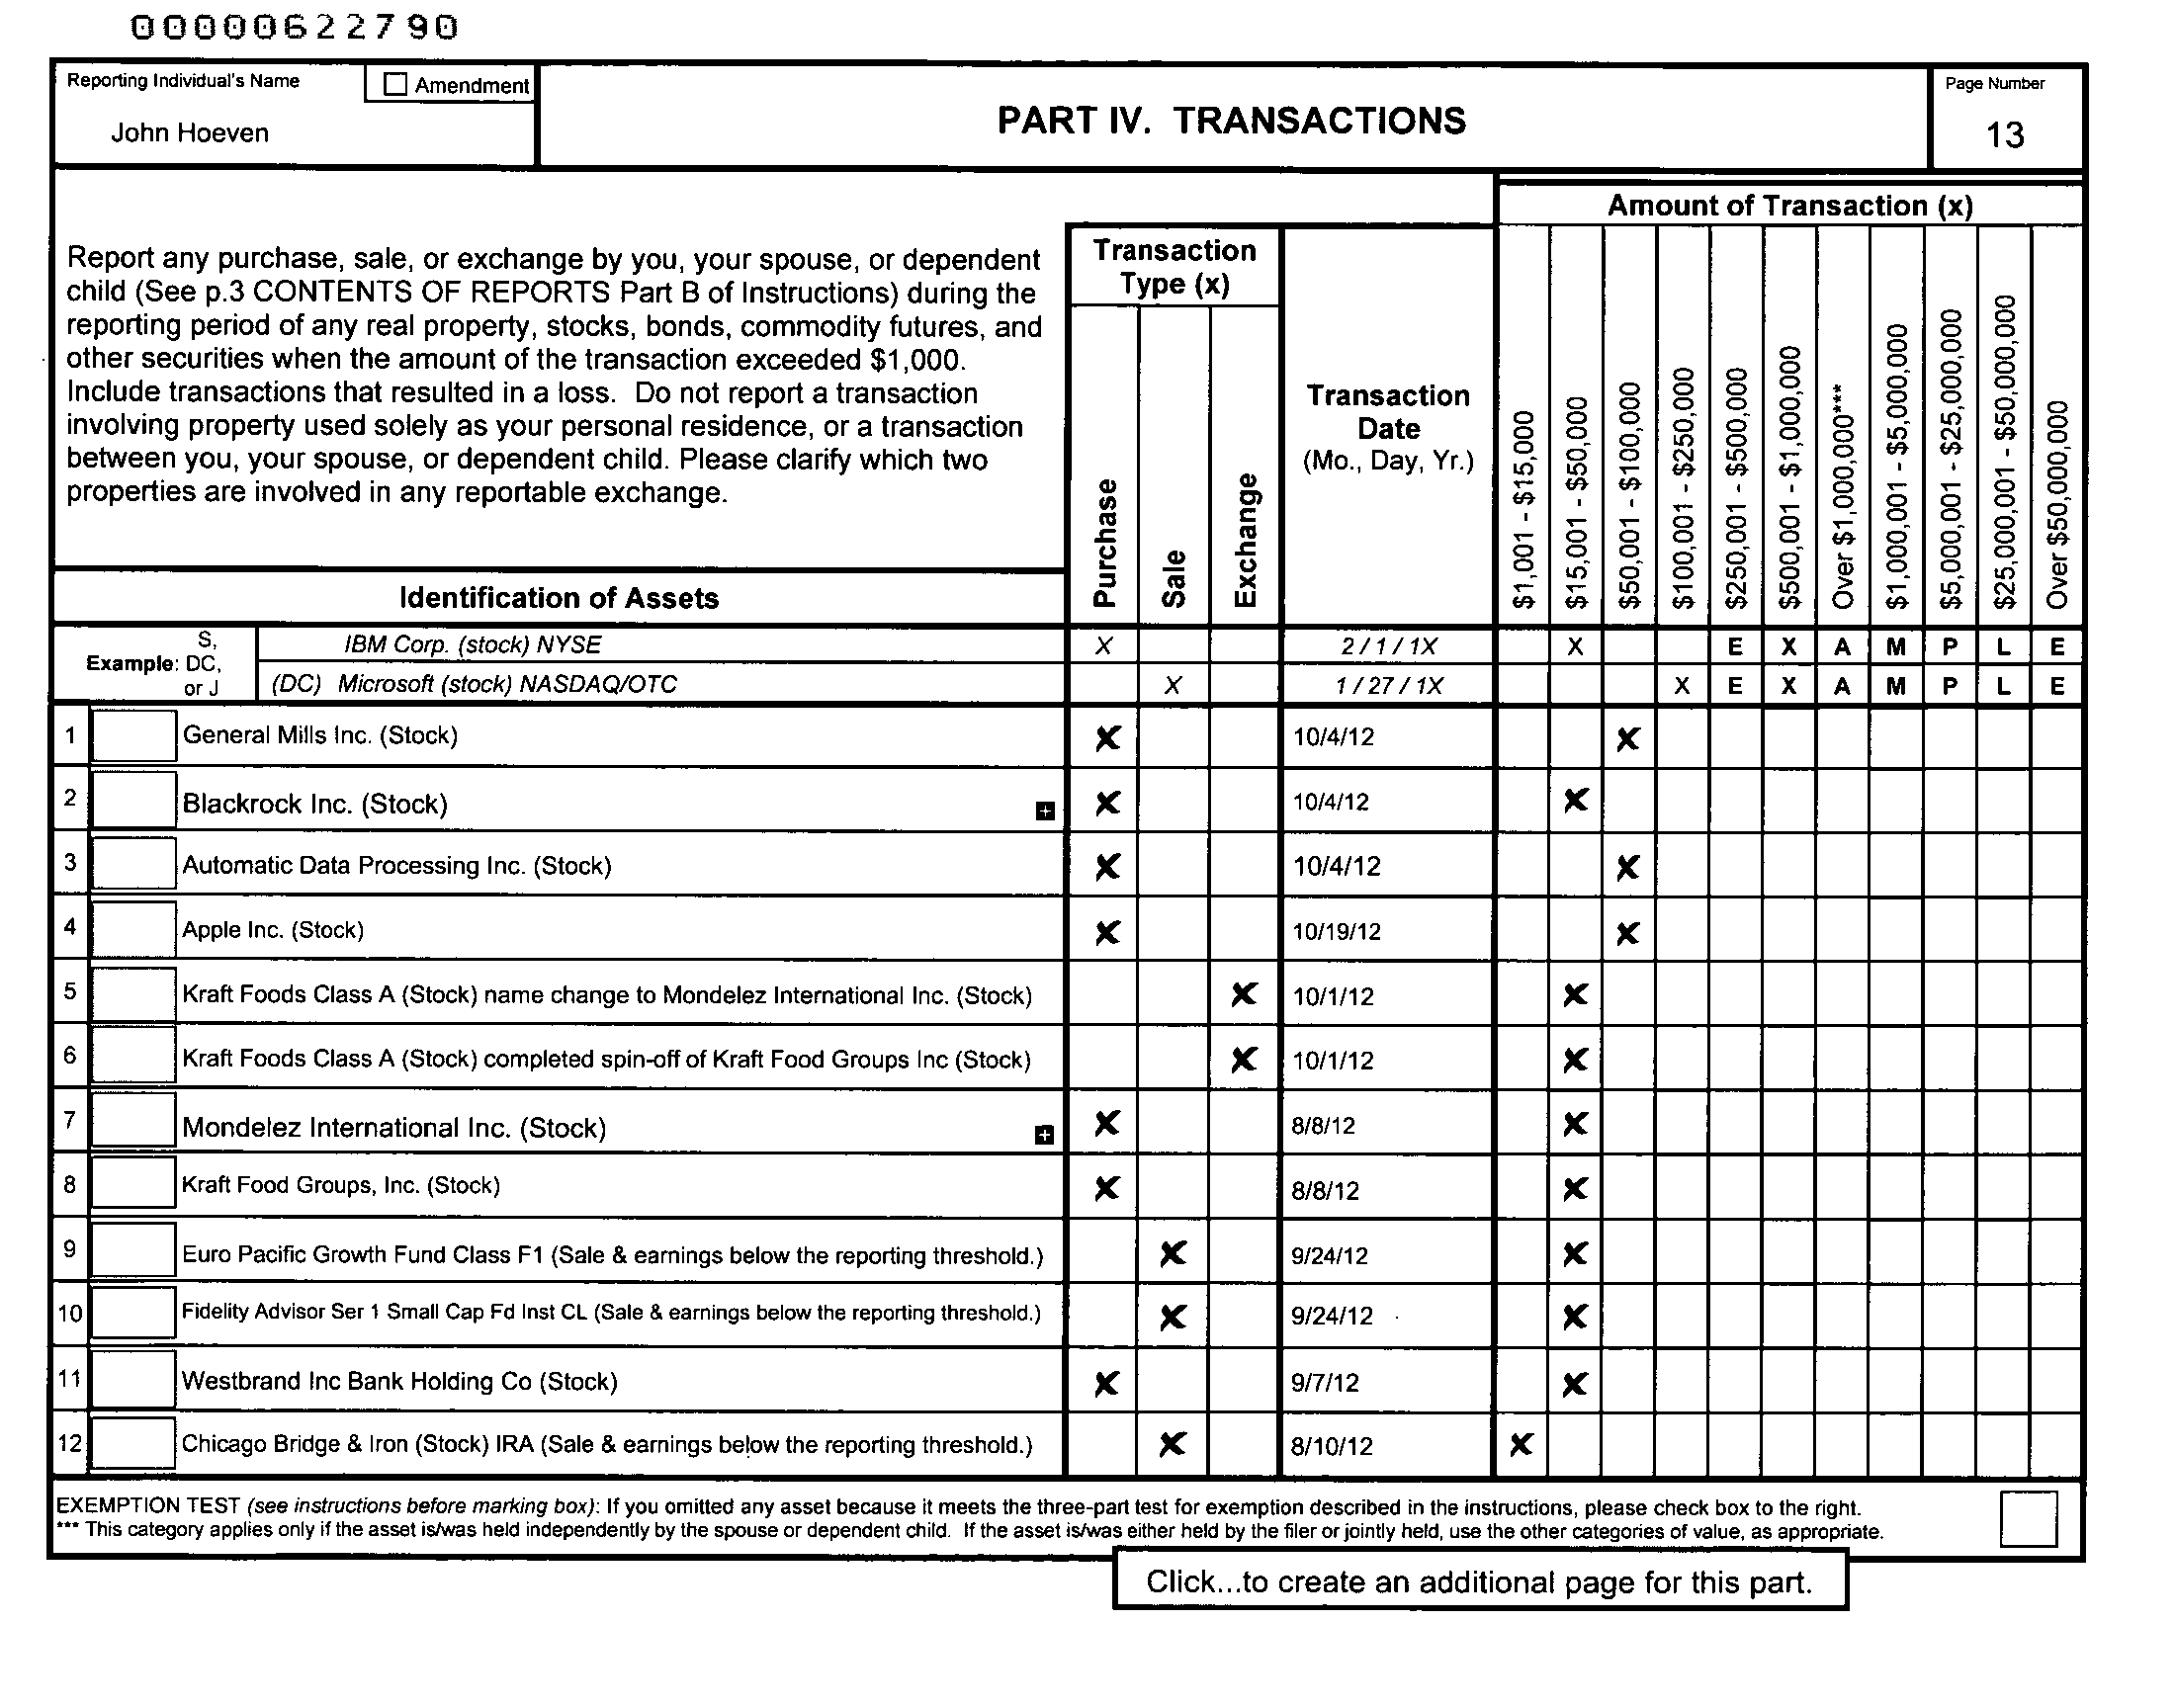 00000622790
Reporting Individual's Name
Amendment
John Hoeven
PART IV. TRANSACTIONS
Page Number
13
Report any purchase, sale, or exchange by you, your spouse, or dependent
child (See p.3 CONTENTS OF REPORTS Part B of Instructions) during the
reporting period of any real property, stocks, bonds, commodity futures, and
other securities when the amount of the transaction exceeded $1,000.
Include transactions that resulted in a loss. Do not report a transaction
involving property used solely as your personal residence, or a transaction
between you, your spouse, or dependent child. Please clarify which two
properties are involved in any reportable exchange.
Identification of Assets
Transaction
Type (x)
Purchase
Sale
Exchange
Transaction
Date
(Mo., Day, Yr.)
Amount of Transaction (x)
$1,001 - $15,000
$15,001 - $50,000
$50,001 - $100,000
$100,001 - $250,000
$250,001 - $500,000
$500,001 - $1,000,000
Over $1,000,000***
$1,000,001 - $5,000,000
$5,000,001 - $25,000,000
$25,000,001 - $50,000,000
Over $50,000,000
Example: S, DC, or J
IBM Corp. (stock) NYSE X 2 / 1 / 1X X E X A M P L E
(DC) Microsoft (stock) NASDAQ/OTC X 1 / 27 / 1X X E X A M P L E
1 General Mills Inc. (Stock) X 10/4/12 X
2 Blackrock Inc. (Stock) + X 10/4/12 X
3 Automatic Data Processing Inc. (Stock) X 10/4/12 X
4 Apple Inc. (Stock) X 10/19/12 X
5 Kraft Foods Class A (Stock) name change to Mondelez International Inc. (Stock) X 10/1/12 X
6 Kraft Foods Class A (Stock) completed spin-off of Kraft Food Groups Inc (Stock) X 10/1/12 X
7 Mondelez International Inc. (Stock) + X 8/8/12 X
8 Kraft Food Groups, Inc. (Stock) X 8/8/12 X
9 Euro Pacific Growth Fund Class F1 (Sale & earnings below the reporting threshold.) X 9/24/12 X
10 Fidelity Advisor Ser 1 Small Cap Fd Inst CL (Sale & earnings below the reporting threshold.) X 9/24/12 X
11 Westbrand Inc Bank Holding Co (Stock) X 9/7/12 X
12 Chicago Bridge & Iron (Stock) IRA (Sale & earnings below the reporting threshold.) X 8/10/12 X
EXEMPTION TEST (see instructions before marking box): If you omitted any asset because it meets the three-part test for exemption described in the instructions, please check box to the right.
*** This category applies only if the asset is/was held independently by the spouse or dependent child. If the asset is/was either held by the filer or jointly held, use the other categories of value, as appropriate.
Click...to create an additional page for this part.